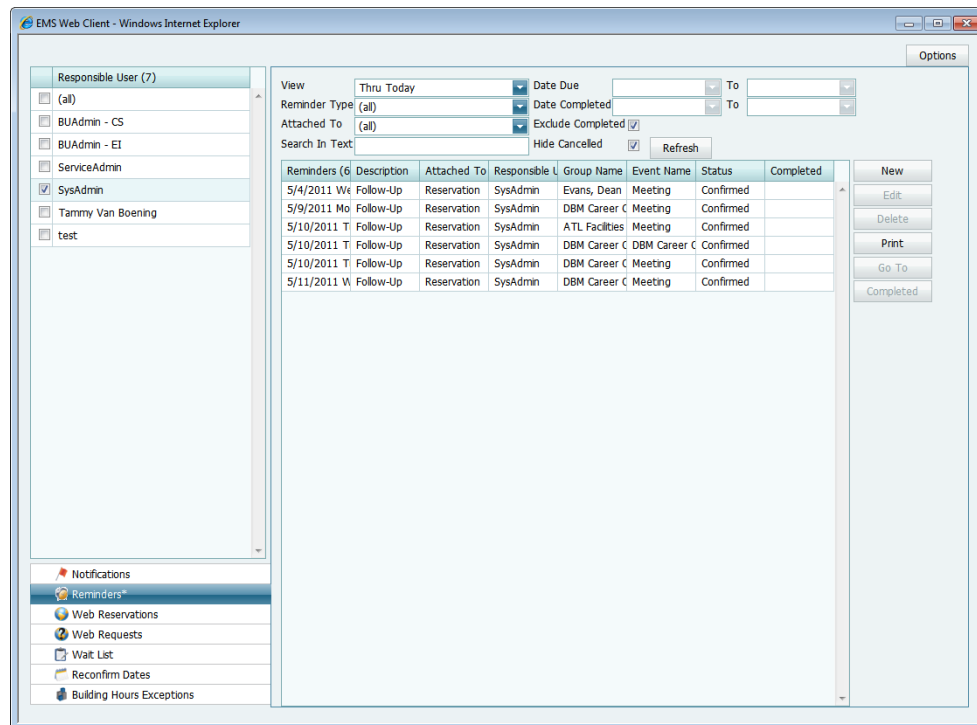 EMS Web Client - Windows Internet Explorer
Options
Responsible User (7)
(all)
BUAdmin - CS
BUAdmin - EI
ServiceAdmin
SysAdmin
Tammy Van Boening
test
Notifications
Reminders*
Web Reservations
Web Requests
Wait List
Reconfirm Dates
Building Hours Exceptions
View Thru Today Date Due To
Reminder Type (all) Date Completed To
Attached To (all) Exclude Completed
Search In Text Hide Cancelled Refresh
Reminders (6 Description Attached To Responsible U Group Name Event Name Status Completed
5/4/2011 We Follow-Up Reservation SysAdmin Evans, Dean Meeting Confirmed
5/9/2011 Mo Follow-Up Reservation SysAdmin DBM Career C Meeting Confirmed
5/10/2011 T Follow-Up Reservation SysAdmin ATL Facilities Meeting Confirmed
5/10/2011 T Follow-Up Reservation SysAdmin DBM Career C DBM Career C Confirmed
5/10/2011 T Follow-Up Reservation SysAdmin DBM Career C Meeting Confirmed
5/11/2011 W Follow-Up Reservation SysAdmin DBM Career C Meeting Confirmed
New
Edit
Delete
Print
Go To
Completed